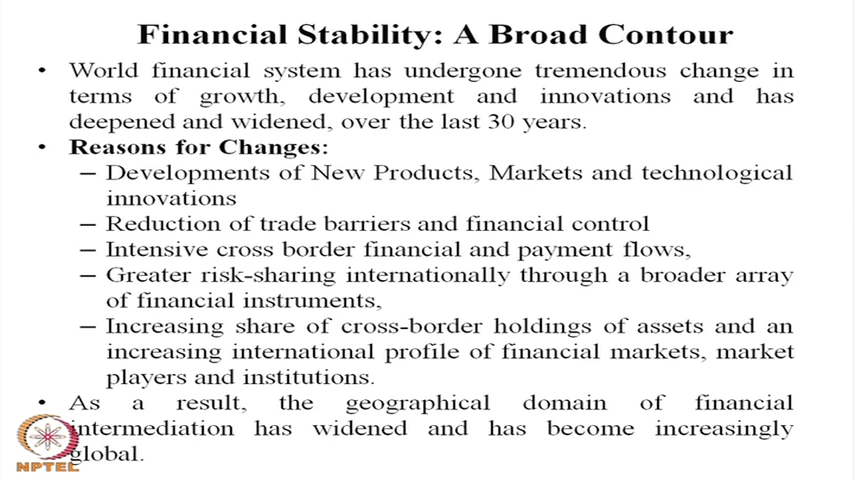 Financial Stability: A Broad Contour
• World financial system has undergone tremendous change in
terms of growth, development and innovations and has
deepened and widened, over the last 30 years.
• Reasons for Changes:
– Developments of New Products, Markets and technological
innovations
– Reduction of trade barriers and financial control
– Intensive cross border financial and payment flows,
– Greater risk-sharing internationally through a broader array
of financial instruments,
– Increasing share of cross-border holdings of assets and an
increasing international profile of financial markets, market
players and institutions.
• As a result, the geographical domain of financial
intermediation has widened and has become increasingly
global.
NPTEL